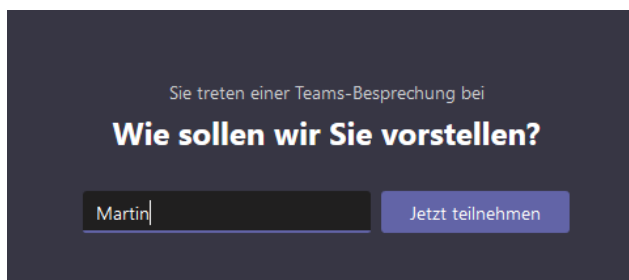 Sie treten einer Teams-Besprechung bei
Wie sollen wir Sie vorstellen?
Martin
Jetzt teilnehmen